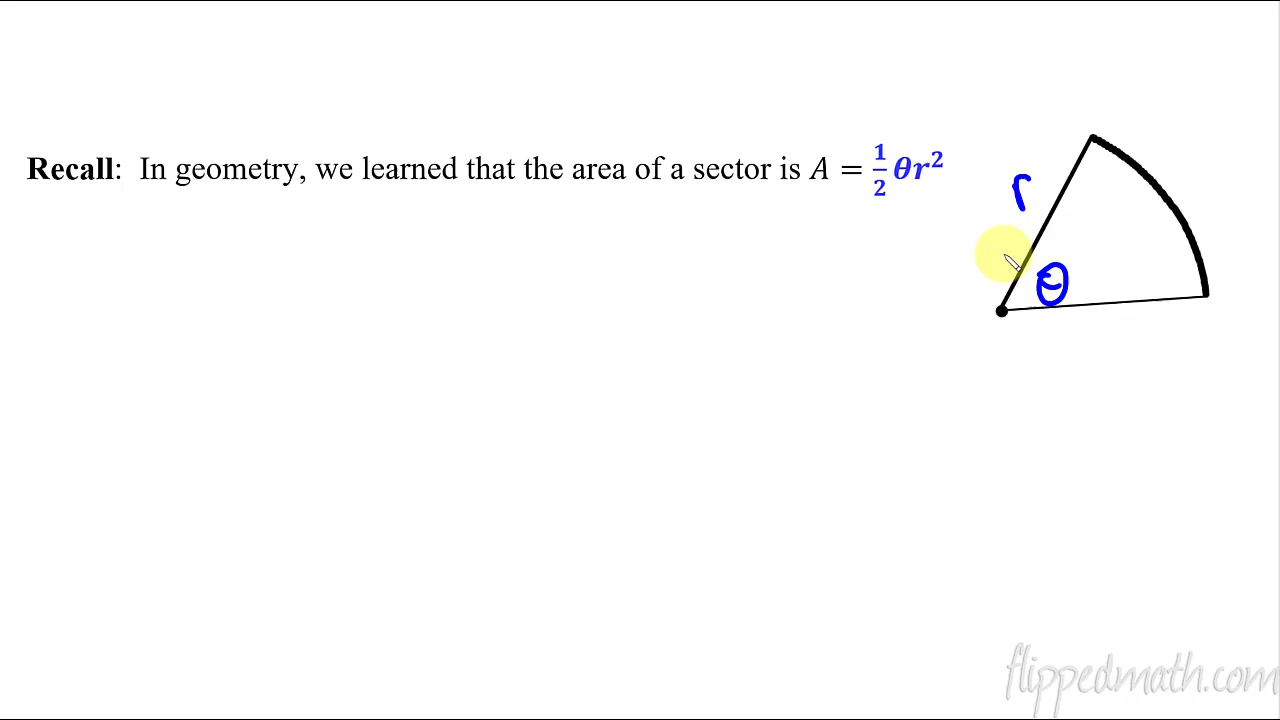 Recall: In geometry, we learned that the area of a sector is A = 1/2 θr²
r
θ
flippedmath.com